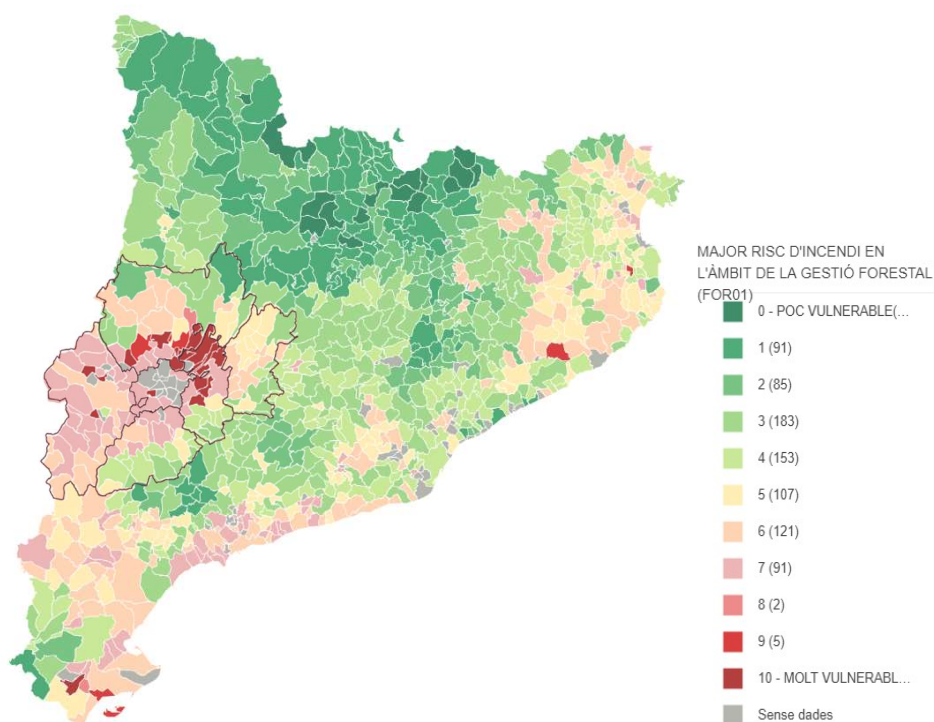 MAJOR RISC D'INCENDI EN
L'ÀMBIT DE LA GESTIÓ FORESTAL
(FOR01)
0 - POC VULNERABLE(...
1 (91)
2 (85)
3 (183)
4 (153)
5 (107)
6 (121)
7 (91)
8 (2)
9 (5)
10 - MOLT VULNERABL...
Sense dades